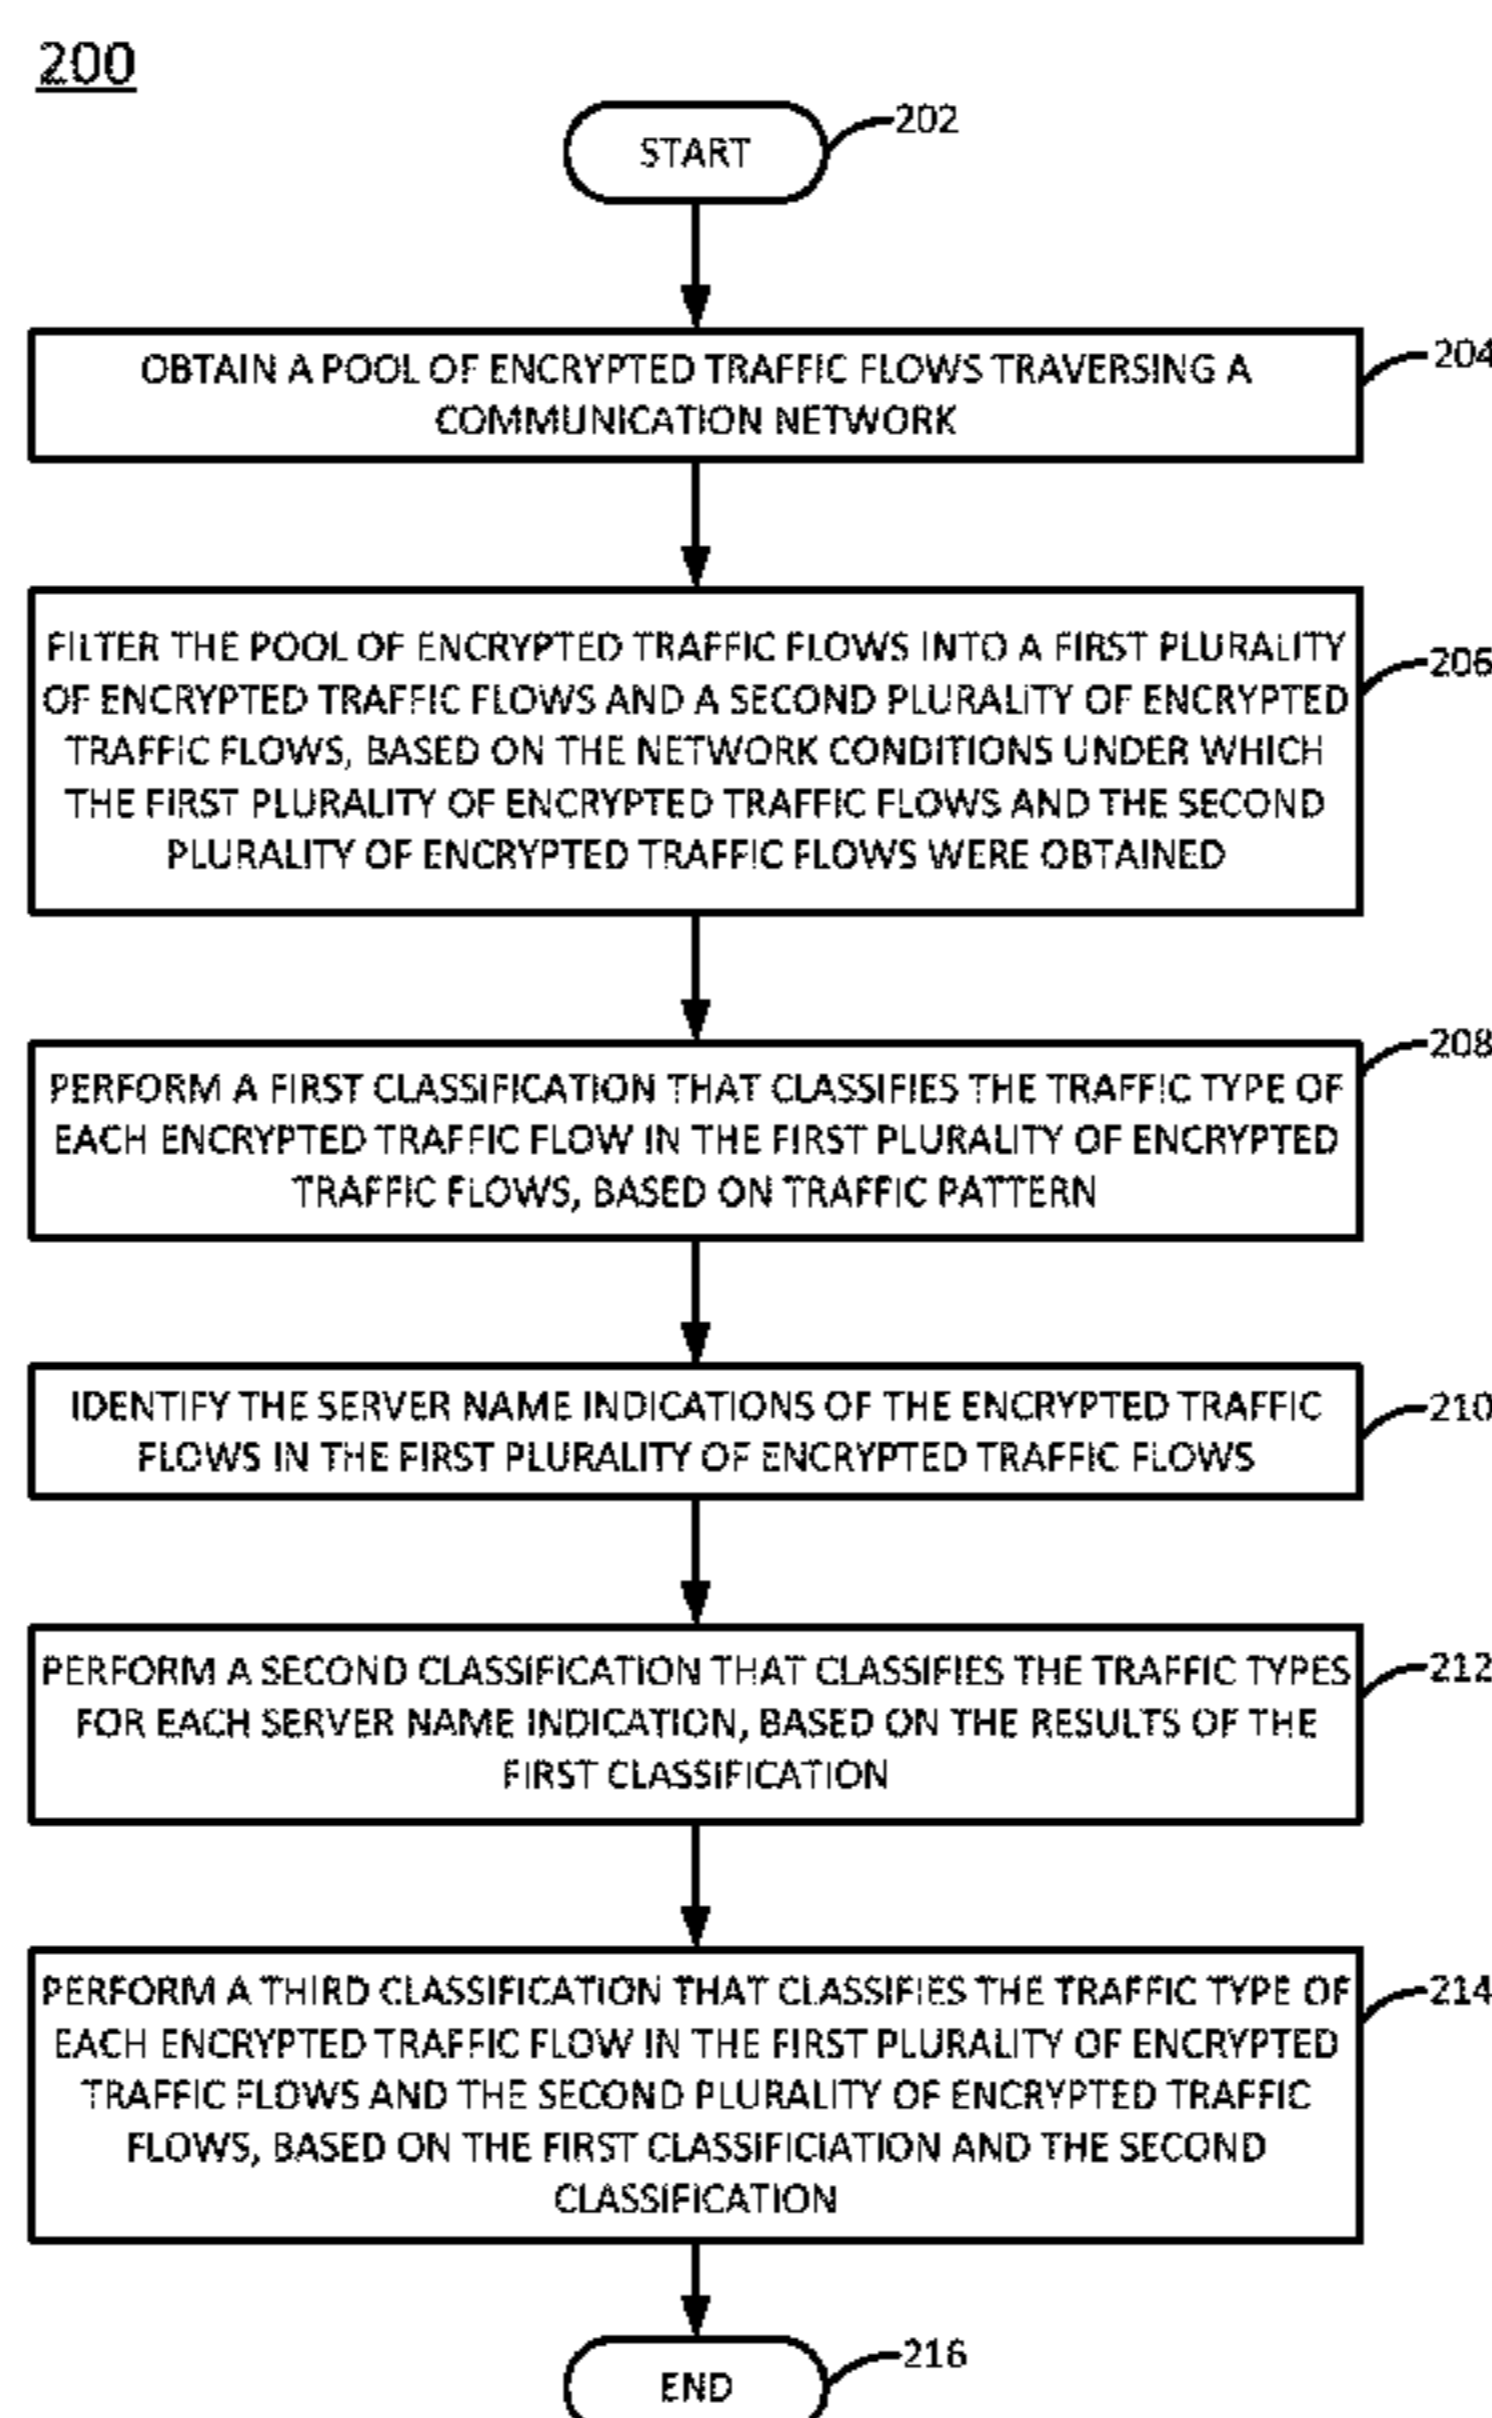 200
START
202
OBTAIN A POOL OF ENCRYPTED TRAFFIC FLOWS TRAVERSING A
COMMUNICATION NETWORK
204
FILTER THE POOL OF ENCRYPTED TRAFFIC FLOWS INTO A FIRST PLURALITY
OF ENCRYPTED TRAFFIC FLOWS AND A SECOND PLURALITY OF ENCRYPTED
TRAFFIC FLOWS, BASED ON THE NETWORK CONDITIONS UNDER WHICH
THE FIRST PLURALITY OF ENCRYPTED TRAFFIC FLOWS AND THE SECOND
PLURALITY OF ENCRYPTED TRAFFIC FLOWS WERE OBTAINED
206
PERFORM A FIRST CLASSIFICATION THAT CLASSIFIES THE TRAFFIC TYPE OF
EACH ENCRYPTED TRAFFIC FLOW IN THE FIRST PLURALITY OF ENCRYPTED
TRAFFIC FLOWS, BASED ON TRAFFIC PATTERN
208
IDENTIFY THE SERVER NAME INDICATIONS OF THE ENCRYPTED TRAFFIC
FLOWS IN THE FIRST PLURALITY OF ENCRYPTED TRAFFIC FLOWS
210
PERFORM A SECOND CLASSIFICATION THAT CLASSIFIES THE TRAFFIC TYPES
FOR EACH SERVER NAME INDICATION, BASED ON THE RESULTS OF THE
FIRST CLASSIFICATION
212
PERFORM A THIRD CLASSIFICATION THAT CLASSIFIES THE TRAFFIC TYPE OF
EACH ENCRYPTED TRAFFIC FLOW IN THE FIRST PLURALITY OF ENCRYPTED
TRAFFIC FLOWS AND THE SECOND PLURALITY OF ENCRYPTED TRAFFIC
FLOWS, BASED ON THE FIRST CLASSIFICIATION AND THE SECOND
CLASSIFICATION
214
END
216